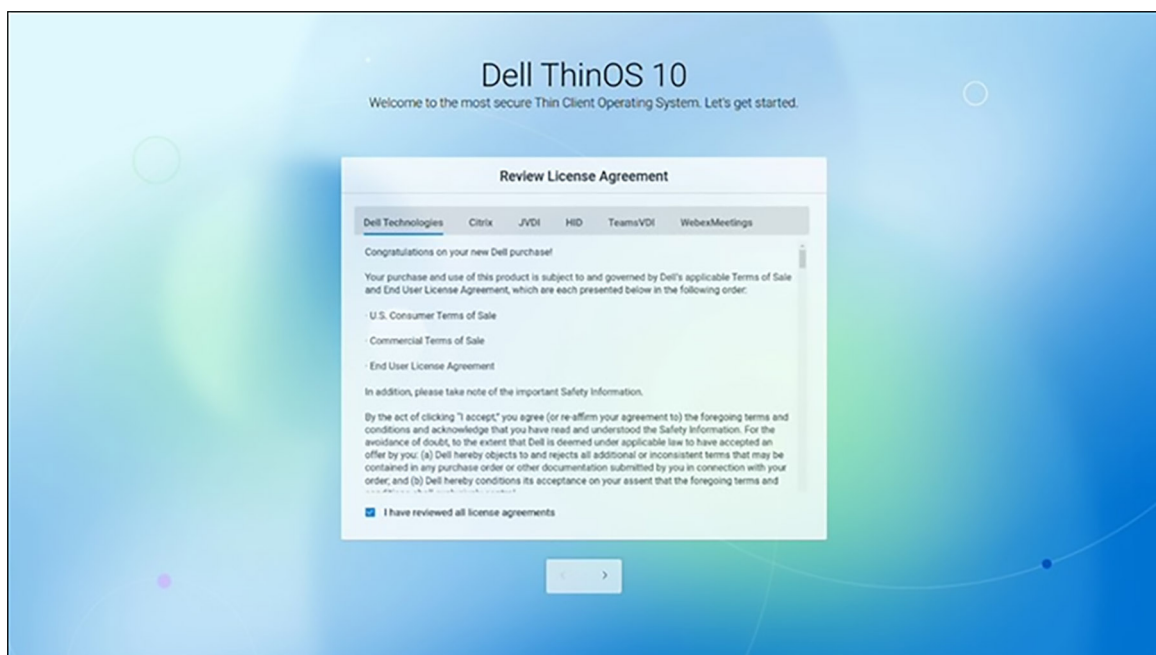 Dell ThinOS 10
Welcome to the most secure Thin Client Operating System. Let's get started.
Review License Agreement
Dell Technologies Citrix JVDI HID TeamsVDI WebexMeetings
Congratulations on your new Dell purchase!
Your purchase and use of this product is subject to and governed by Dell's applicable Terms of Sale
and End User License Agreement, which are each presented below in the following order:
· U.S. Consumer Terms of Sale
· Commercial Terms of Sale
· End User License Agreement
In addition, please take note of the important Safety Information.
By the act of clicking "I accept," you agree (or re-affirm your agreement to) the foregoing terms and
conditions and acknowledge that you have read and understood the Safety Information. For the
avoidance of doubt, to the extent that Dell is deemed under applicable law to have accepted an
offer by you: (a) Dell hereby objects to and rejects all additional or inconsistent terms that may be
contained in any purchase order or other documentation submitted by you in connection with your
order; and (b) Dell hereby conditions its acceptance on your assent that the foregoing terms and
I have reviewed all license agreements